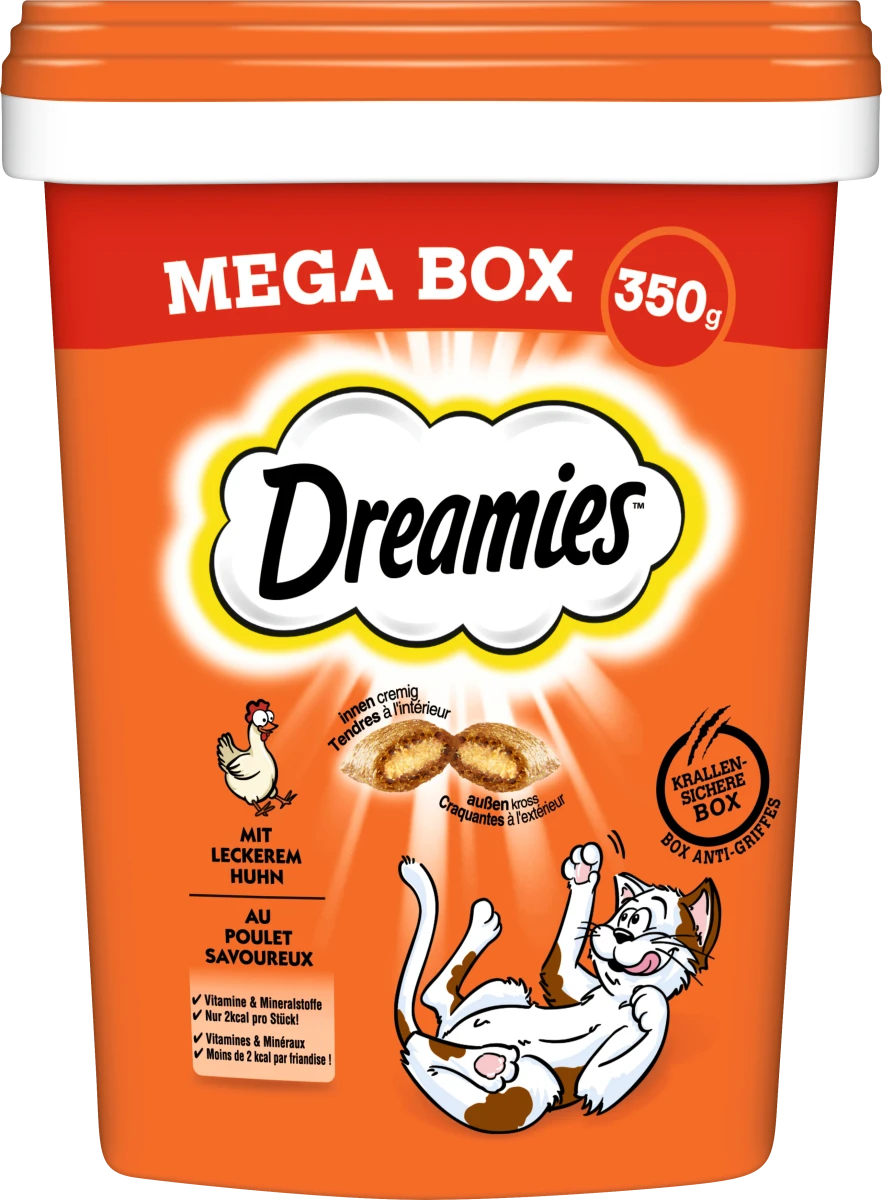 MEGA BOX
350g
Dreamies™
innen cremig
Tendres à l'intérieur
außen kross
Craquantes à l'extérieur
KRALLEN-
SICHERE
BOX
BOX ANTI-GRIFFES
MIT
LECKEREM
HUHN
AU
POULET
SAVOUREUX
✓ Vitamine & Mineralstoffe
✓ Nur 2kcal pro Stück!
✓ Vitamines & Minéraux
✓ Moins de 2 kcal par friandise !